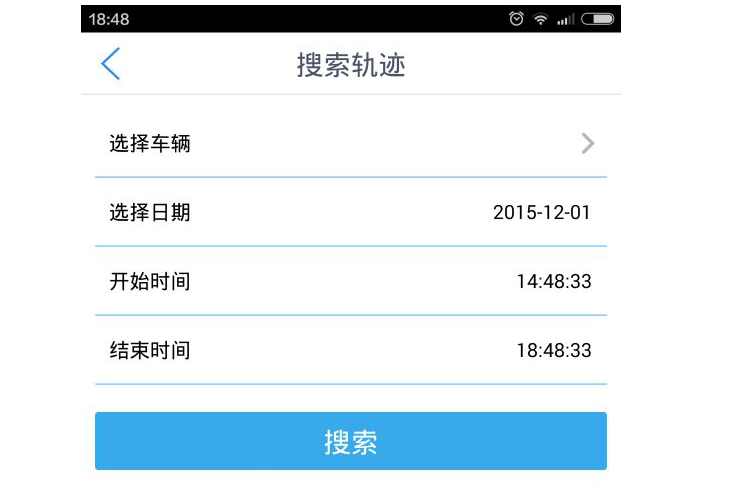 18:48
搜索轨迹
选择车辆
选择日期 2015-12-01
开始时间 14:48:33
结束时间 18:48:33
搜索